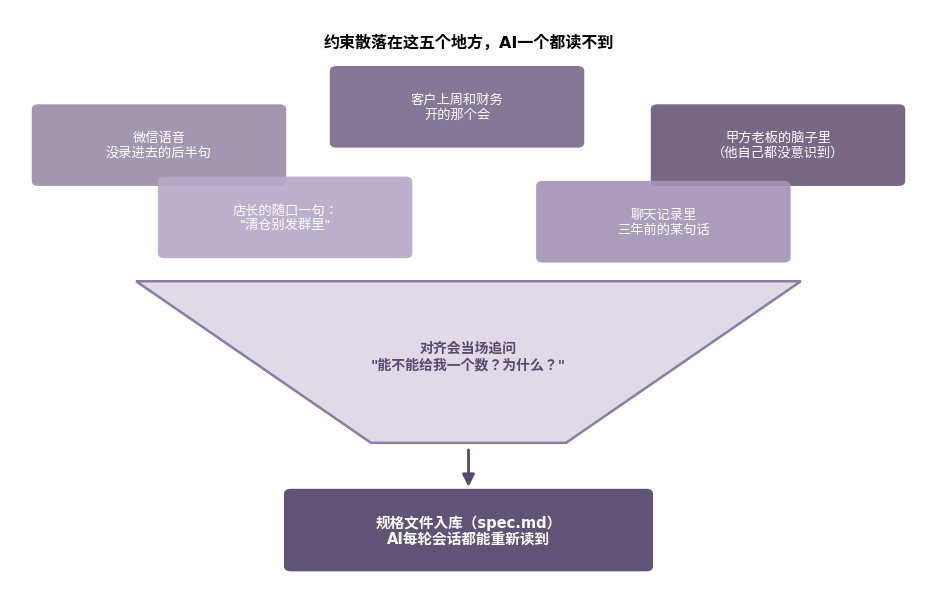 约束散落在这五个地方，AI一个都读不到
客户上周和财务
开的那个会
微信语音
没录进去的后半句
甲方老板的脑子里
（他自己都没意识到）
店长的随口一句：
"清仓别发群里"
聊天记录里
三年前的某句话
对齐会当场追问
"能不能给我一个数？为什么？"
规格文件入库（spec.md）
AI每轮会话都能重新读到